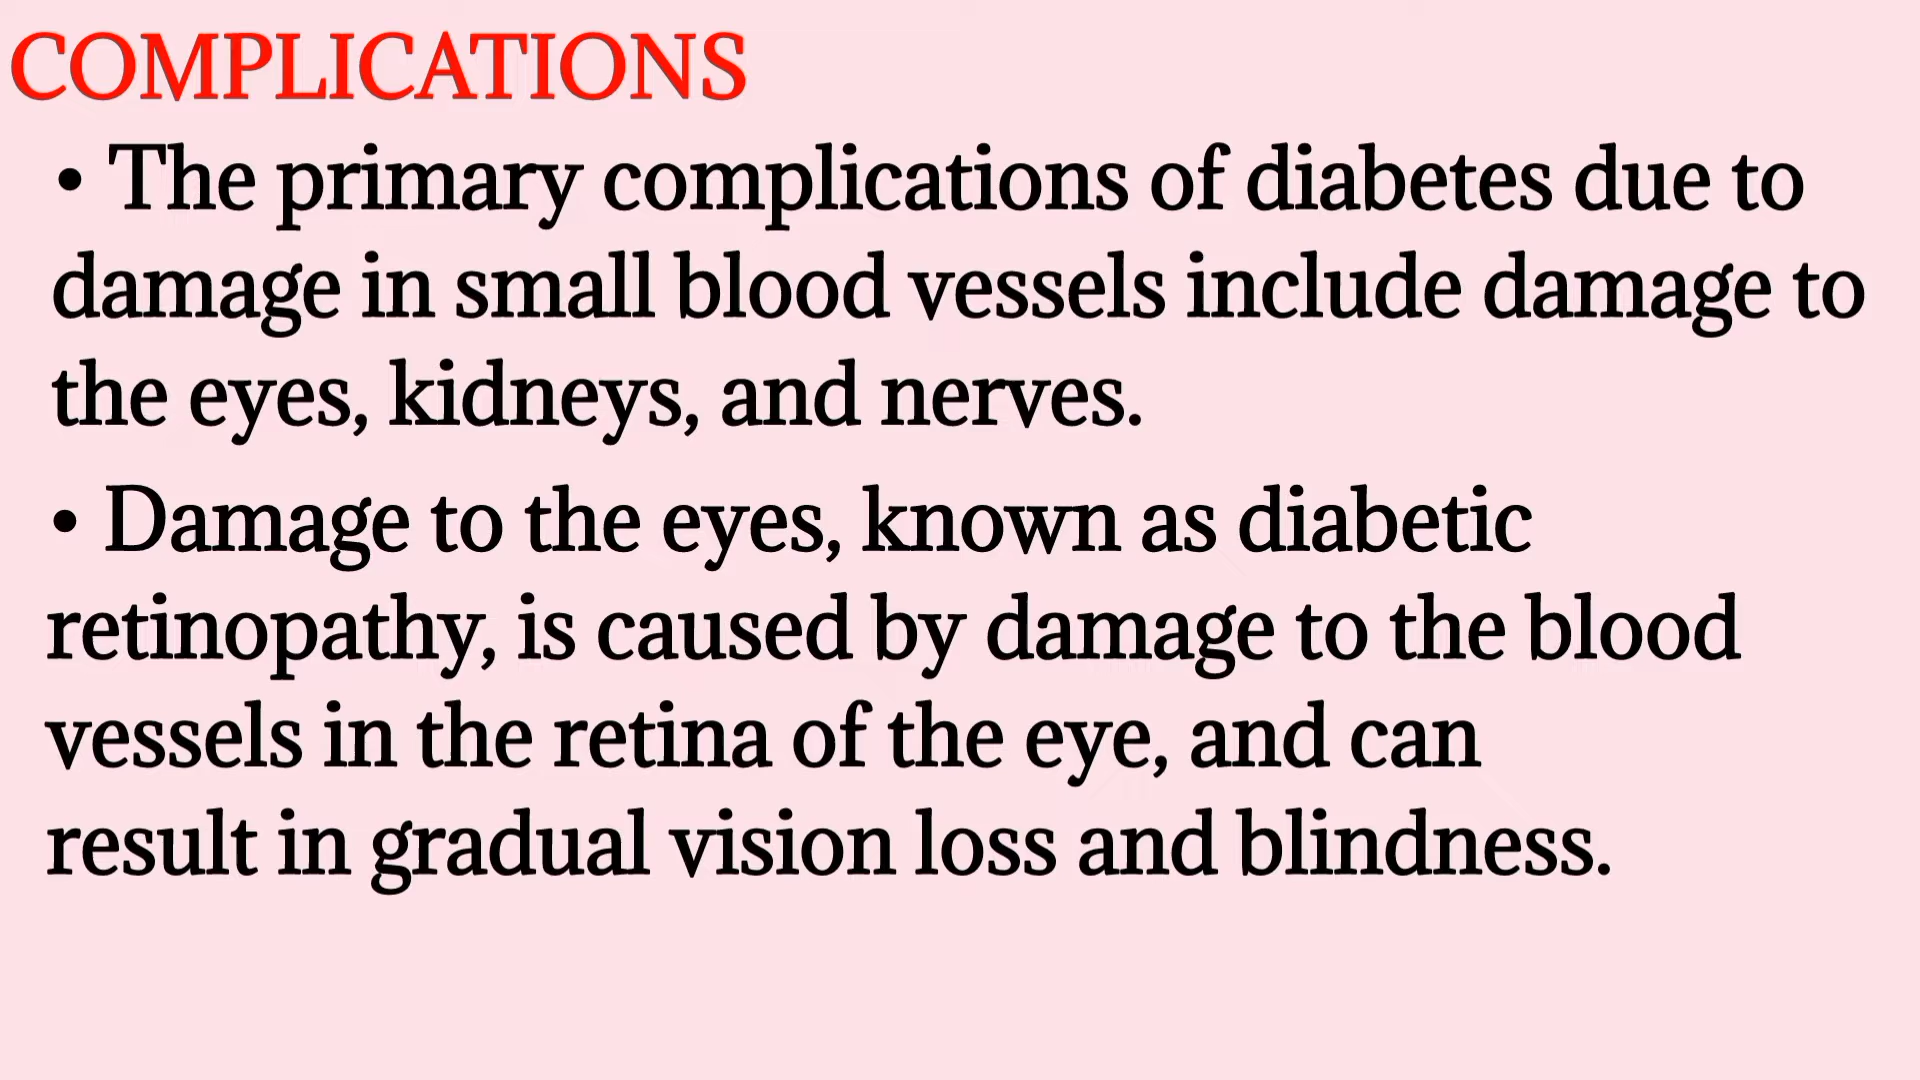 COMPLICATIONS
• The primary complications of diabetes due to
damage in small blood vessels include damage to
the eyes, kidneys, and nerves.
• Damage to the eyes, known as diabetic
retinopathy, is caused by damage to the blood
vessels in the retina of the eye, and can
result in gradual vision loss and blindness.